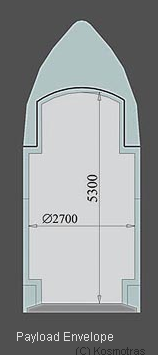 5300
⌀2700
Payload Envelope
(C) Kosmotras